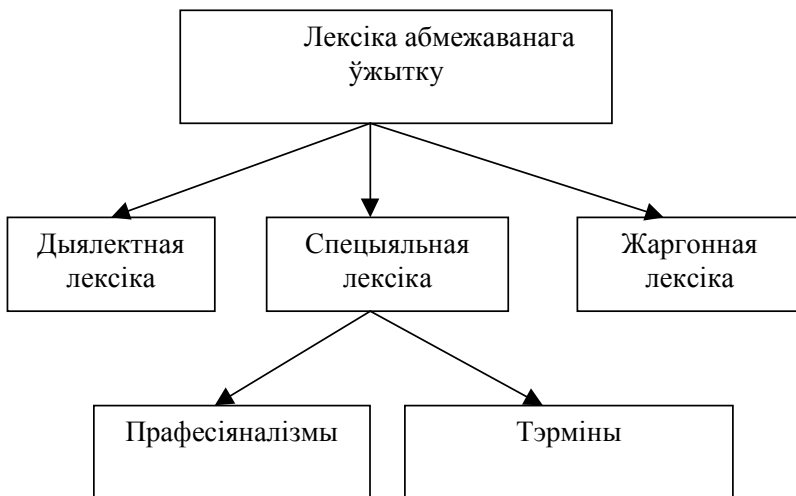 Лексіка абмежаванага
ўжытку
Дыялектная
лексіка
Спецыяльная
лексіка
Жаргонная
лексіка
Прафесіяналізмы
Тэрміны